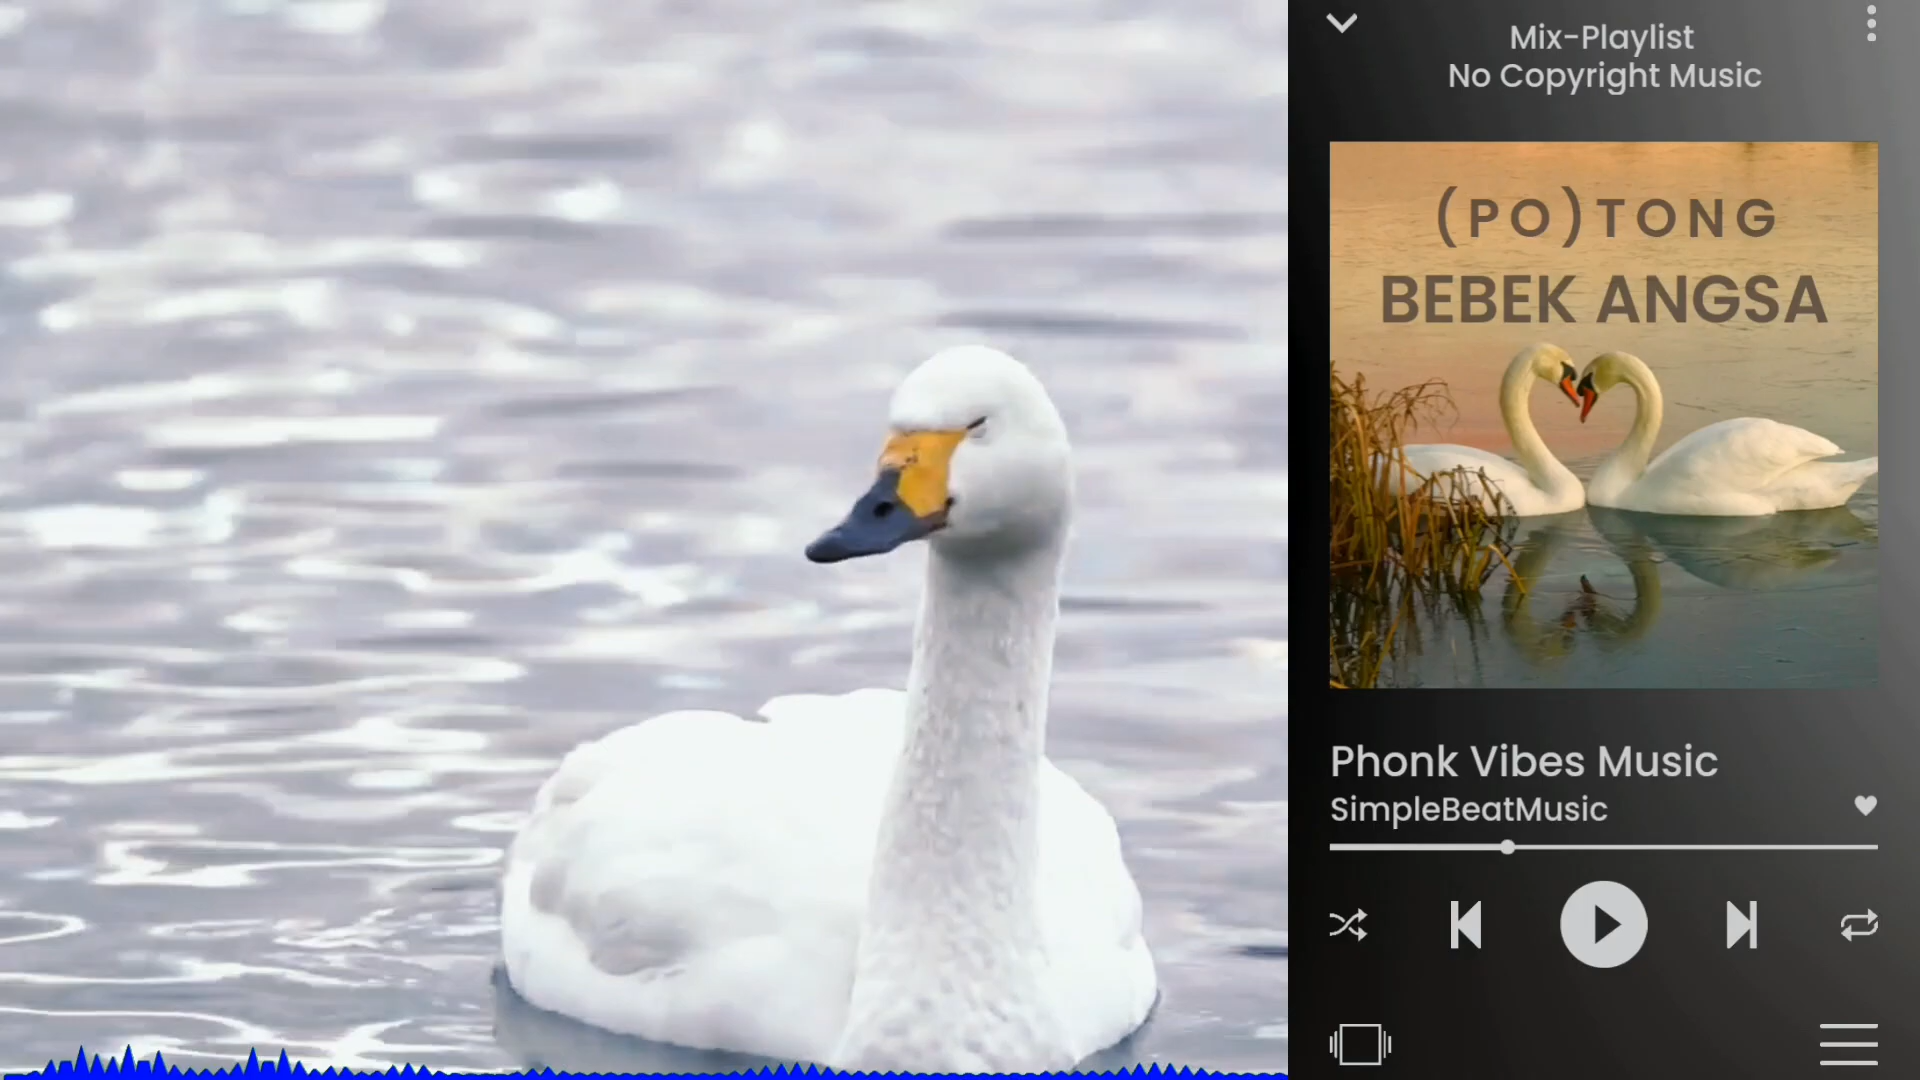 Mix-Playlist
No Copyright Music
(PO)TONG
BEBEK ANGSA
Phonk Vibes Music
SimpleBeatMusic